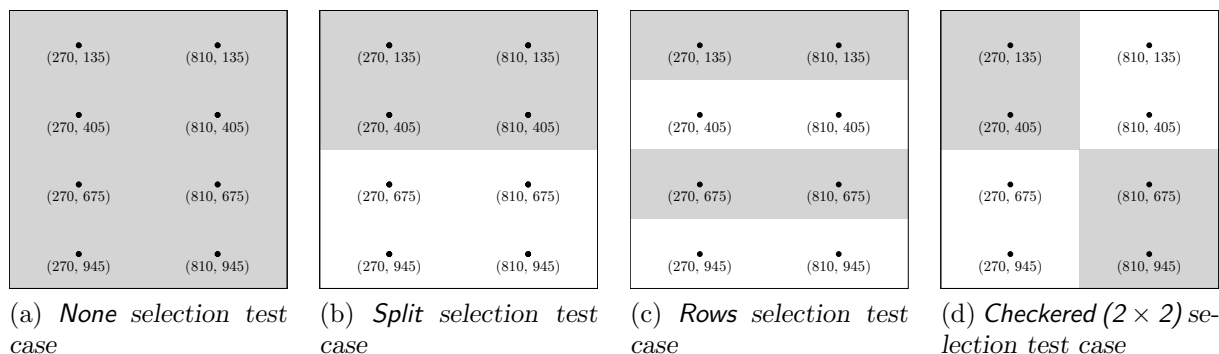 (270, 135) (810, 135) (270, 135) (810, 135) (270, 135) (810, 135) (270, 135) (810, 135)
(270, 405) (810, 405) (270, 405) (810, 405) (270, 405) (810, 405) (270, 405) (810, 405)
(270, 675) (810, 675) (270, 675) (810, 675) (270, 675) (810, 675) (270, 675) (810, 675)
(270, 945) (810, 945) (270, 945) (810, 945) (270, 945) (810, 945) (270, 945) (810, 945)
(a) None selection test
case
(b) Split selection test
case
(c) Rows selection test
case
(d) Checkered (2 × 2) se-
lection test case